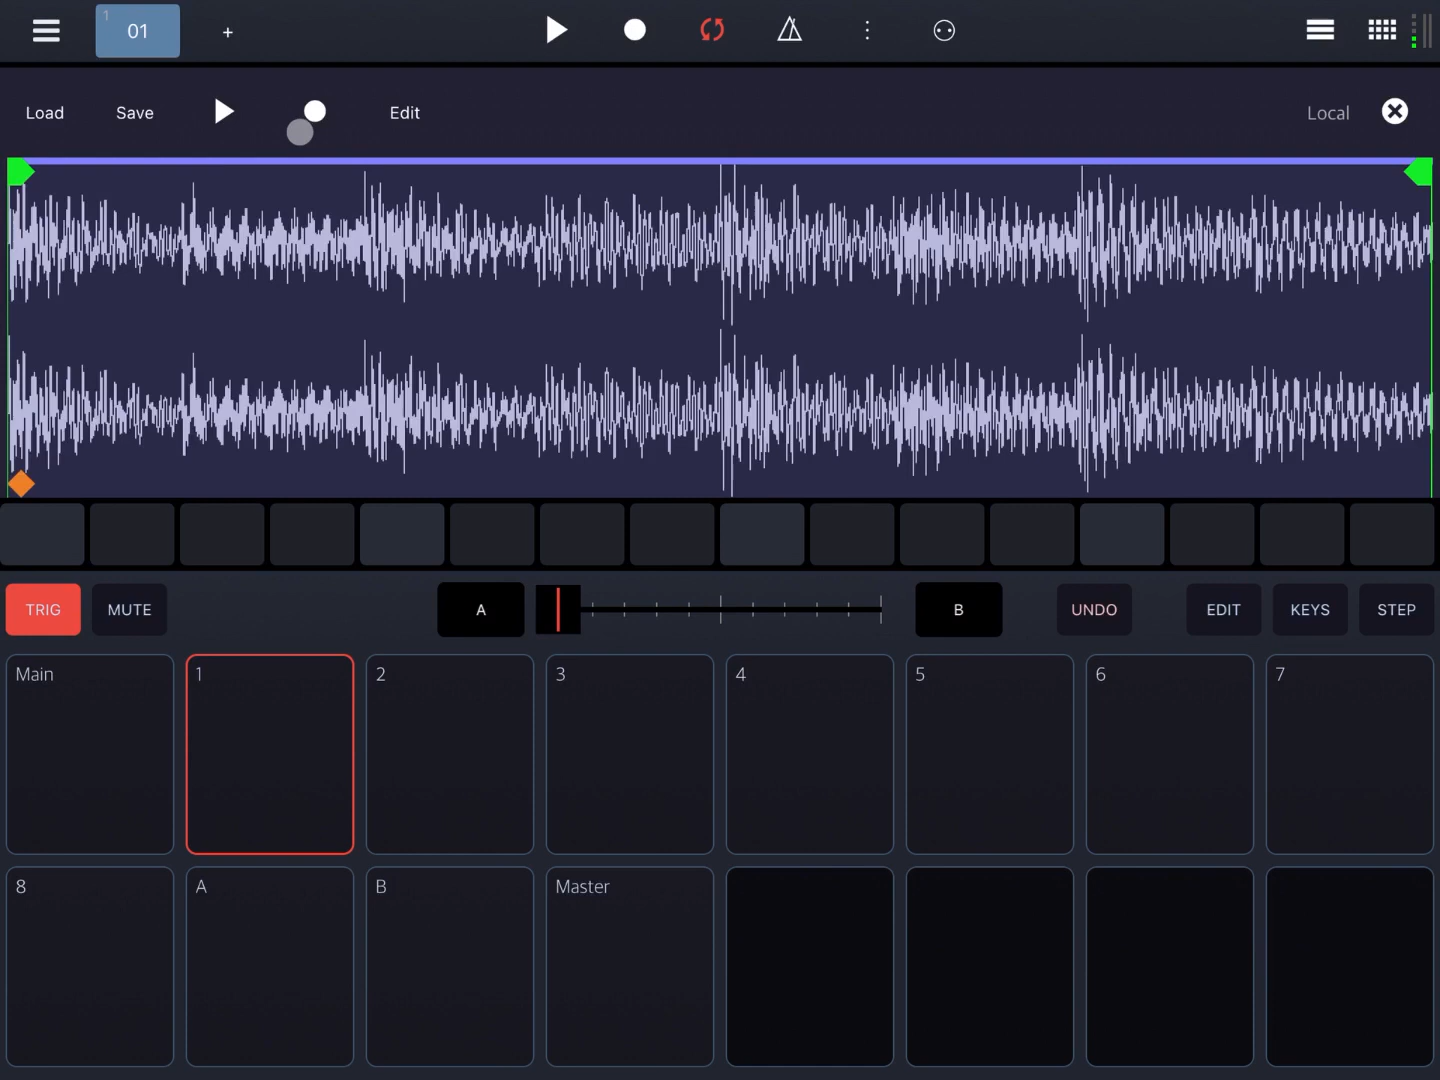 1
01
+
Load
Save
Edit
Local
TRIG
MUTE
A
B
UNDO
EDIT
KEYS
STEP
Main
1
2
3
4
5
6
7
8
A
B
Master